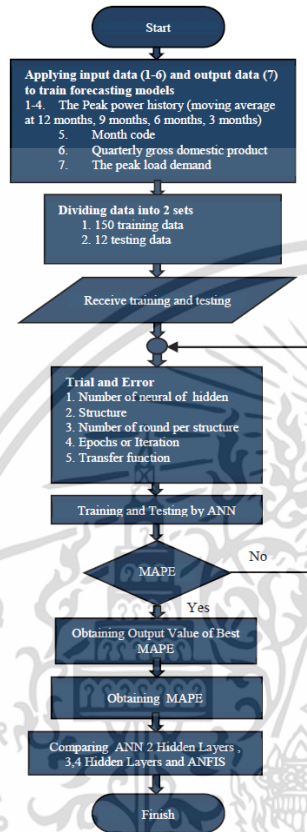 Start
Applying input data (1-6) and output data (7)
to train forecasting models
1-4. The Peak power history (moving average
at 12 months, 9 months, 6 months, 3 months)
5. Month code
6. Quarterly gross domestic product
7. The peak load demand
Dividing data into 2 sets
1. 150 training data
2. 12 testing data
Receive training and testing
Trial and Error
1. Number of neural of hidden
2. Structure
3. Number of round per structure
4. Epochs or Iteration
5. Transfer function
Training and Testing by ANN
MAPE
No
Yes
Obtaining Output Value of Best
MAPE
Obtaining MAPE
Comparing ANN 2 Hidden Layers ,
3,4 Hidden Layers and ANFIS
Finish